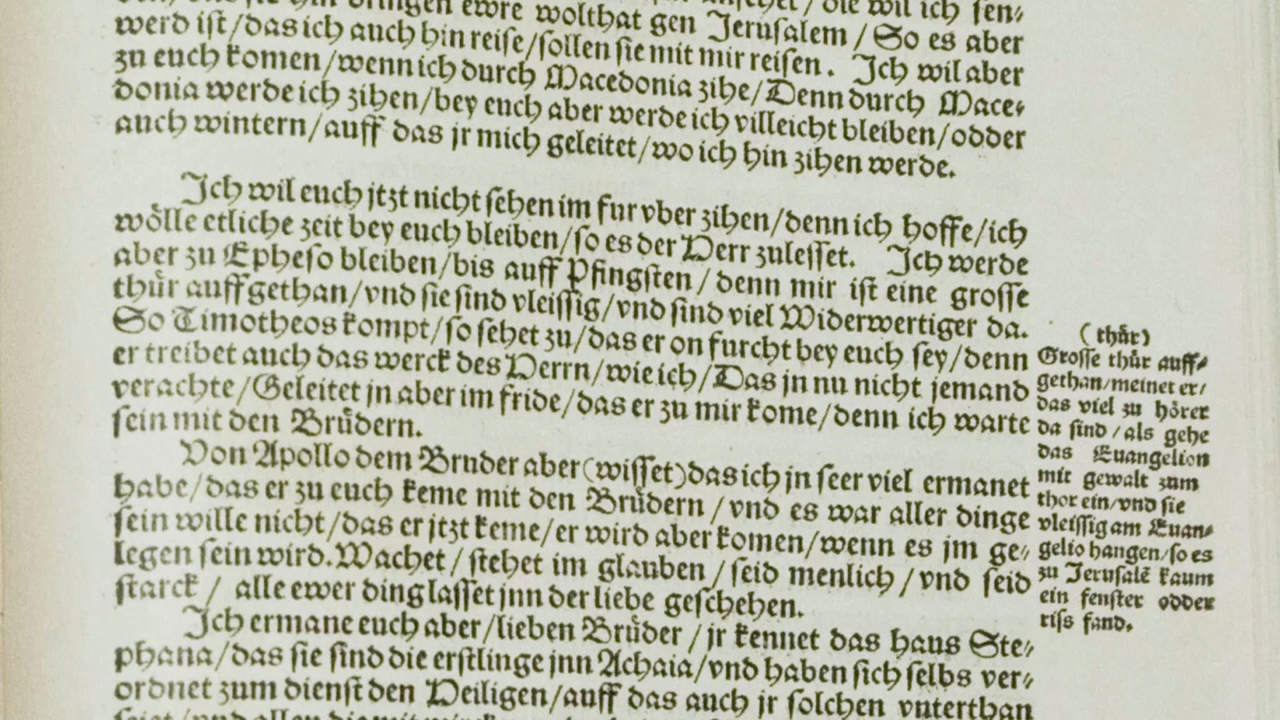 hin bringen ewre wolthat gen Jerusalem / So es aber
werd ist/das ich auch hin reise/sollen sie mit mir reisen. Ich wil aber
zu euch komen/wenn ich durch Macedonia zihe/Denn durch Mace-
donia werde ich zihen/bey euch aber werde ich villeicht bleiben/odder
auch wintern/auff das jr mich geleitet/wo ich hin zihen werde.
Ich wil euch jtzt nicht sehen im fur vber zihen/denn ich hoffe/ich
wölle etliche zeit bey euch bleiben/so es der Herr zulesset. Ich werde
aber zu Epheso bleiben/bis auff Pfingsten / denn mir ist eine grosse
thür auffgethan/vnd sie sind vleissig/vnd sind viel Widerwertiger da.
So Timotheos kompt/so sehet zu/das er on furcht bey euch sey/denn
er treibet auch das werck des Herrn/wie ich/Das jn nu nicht jemand
verachte/Geleitet jn aber im fride/das er zu mir kome/denn ich warte
sein mit den Brüdern.
Von Apollo dem Bruder aber(wisset)das ich jn seer viel ermanet
habe/das er zu euch keme mit den Brüdern / vnd es war aller dinge
sein wille nicht/das er jtzt keme/er wird aber komen/wenn es jm ge-
legen sein wird. Wachet / stehet im glauben / seid menlich / vnd seid
starck / alle ewer ding lasset jnn der liebe geschehen.
Ich ermane euch aber/lieben Brüder / jr kennet das haus Ste-
phana/das sie sind die erstlinge jnn Achaia/vnd haben sich selbs ver-
ordnet zum dienst den Heiligen/auff das auch jr solchen vnterthan
(thür)
Grosse thür auff-
gethan/meinet er/
das viel zu hörer
da sind / als gehe
das Euangelion
mit gewalt zum
thor ein/vnd sie
vleissig am Euan-
gelio hangen/so es
zu Jerusalē kaum
ein fenster odder
riss fand.